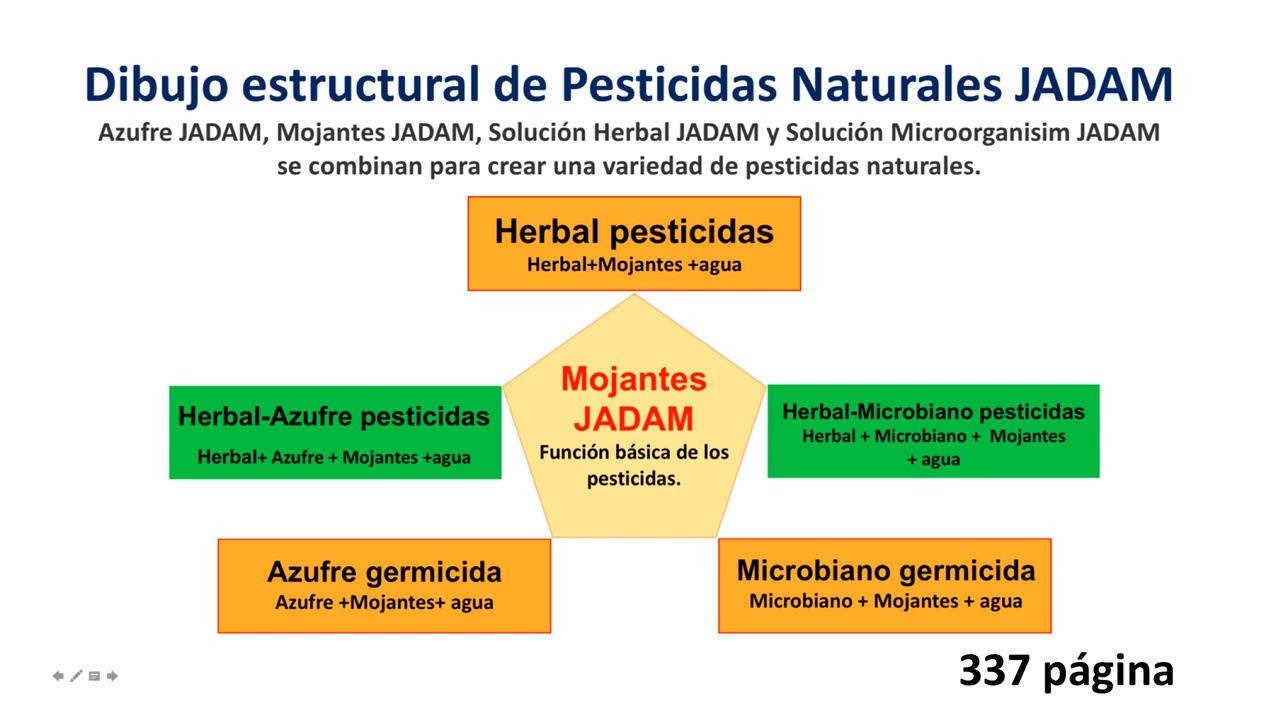 Dibujo estructural de Pesticidas Naturales JADAM
Azufre JADAM, Mojantes JADAM, Solución Herbal JADAM y Solución Microorganisim JADAM
se combinan para crear una variedad de pesticidas naturales.
Herbal pesticidas
Herbal+Mojantes +agua
Mojantes
JADAM
Función básica de los
pesticidas.
Herbal-Azufre pesticidas
Herbal+ Azufre + Mojantes +agua
Herbal-Microbiano pesticidas
Herbal + Microbiano + Mojantes
+ agua
Azufre germicida
Azufre +Mojantes+ agua
Microbiano germicida
Microbiano + Mojantes + agua
337 página